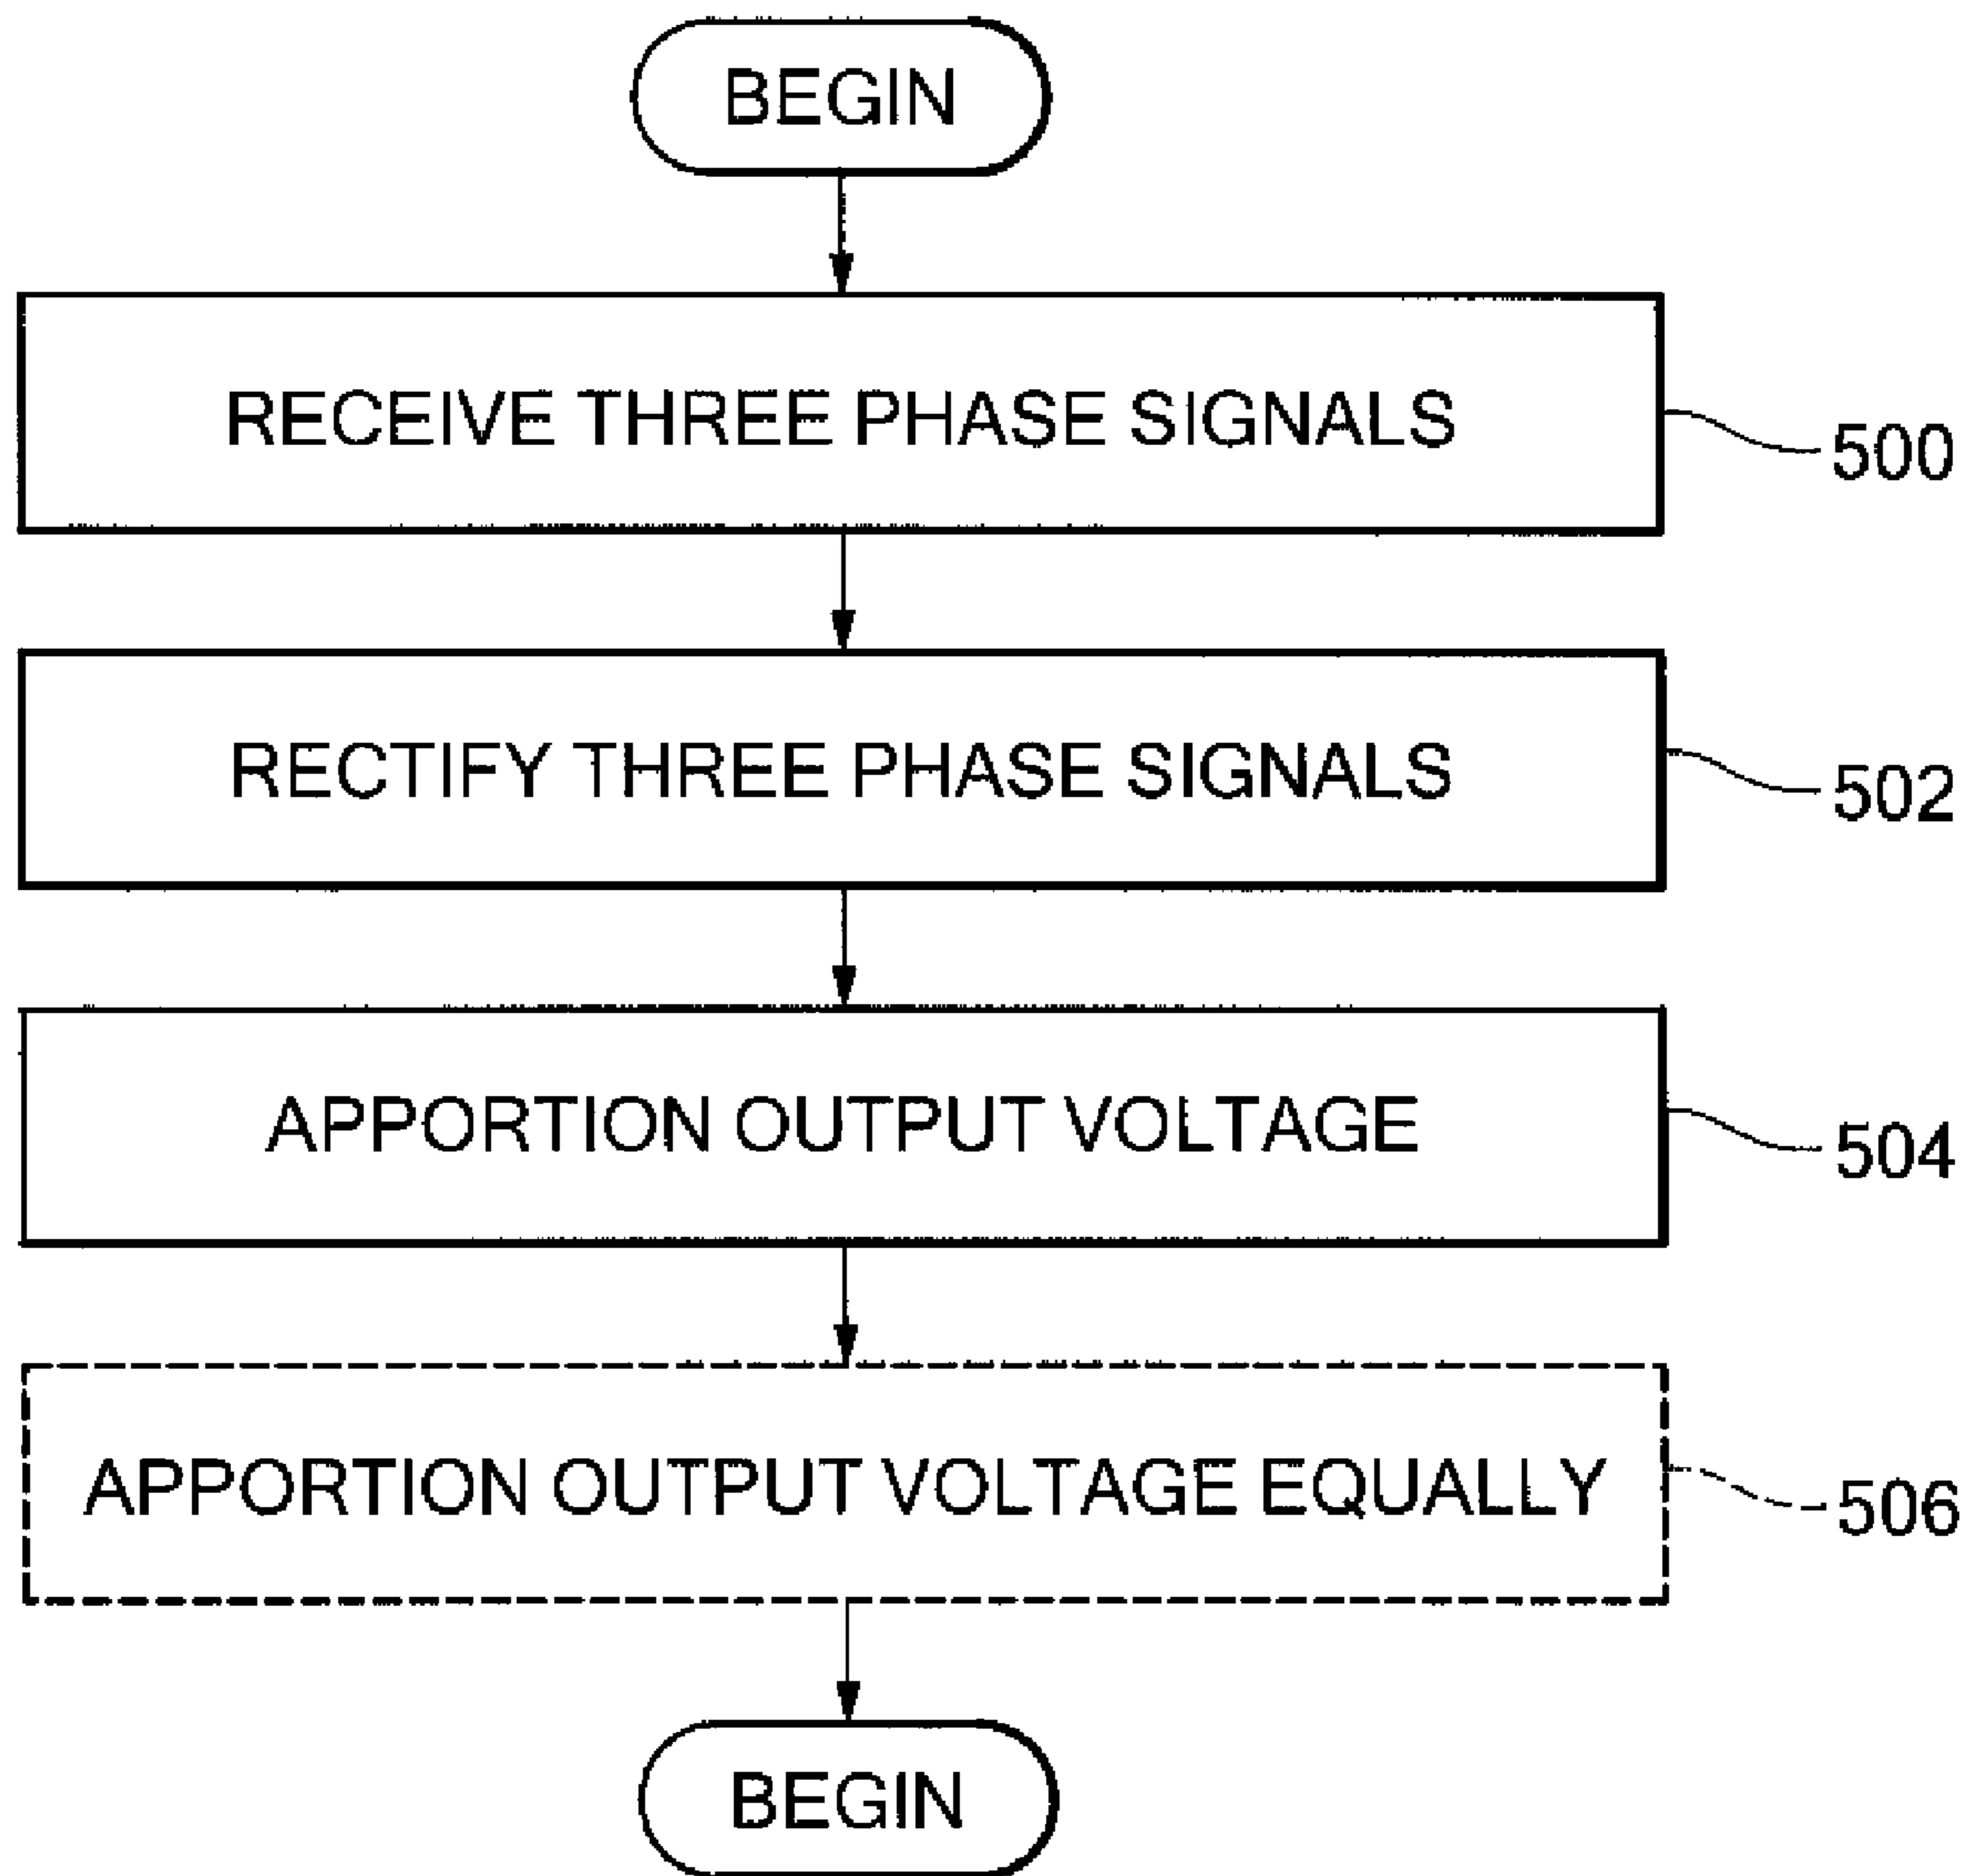 BEGIN
RECEIVE THREE PHASE SIGNALS
500
RECTIFY THREE PHASE SIGNALS
502
APPORTION OUTPUT VOLTAGE
504
APPORTION OUTPUT VOLTAGE EQUALLY
506
BEGIN